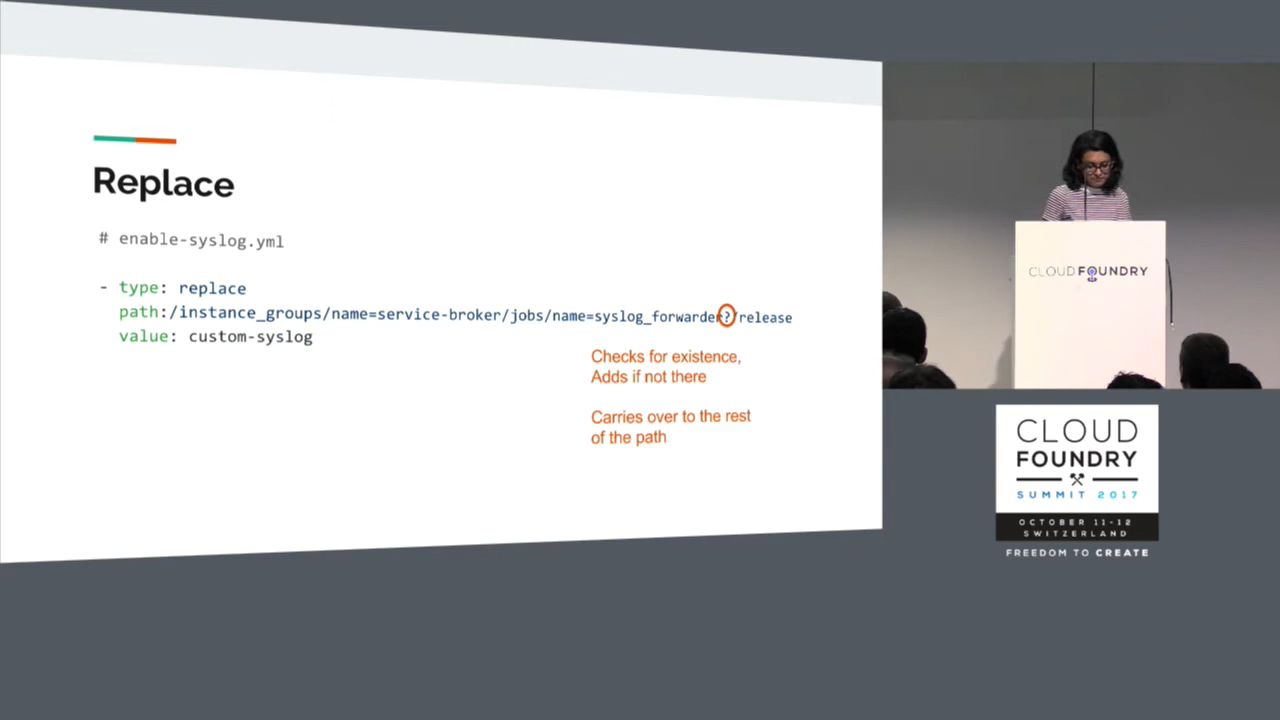 Replace
# enable-syslog.yml
- type: replace
path:/instance_groups/name=service-broker/jobs/name=syslog_forwarder?/release
value: custom-syslog
Checks for existence,
Adds if not there
Carries over to the rest
of the path
CLOUD FOUNDRY
CLOUD
FOUNDRY
SUMMIT 2017
OCTOBER 11-12
SWITZERLAND
FREEDOM TO CREATE